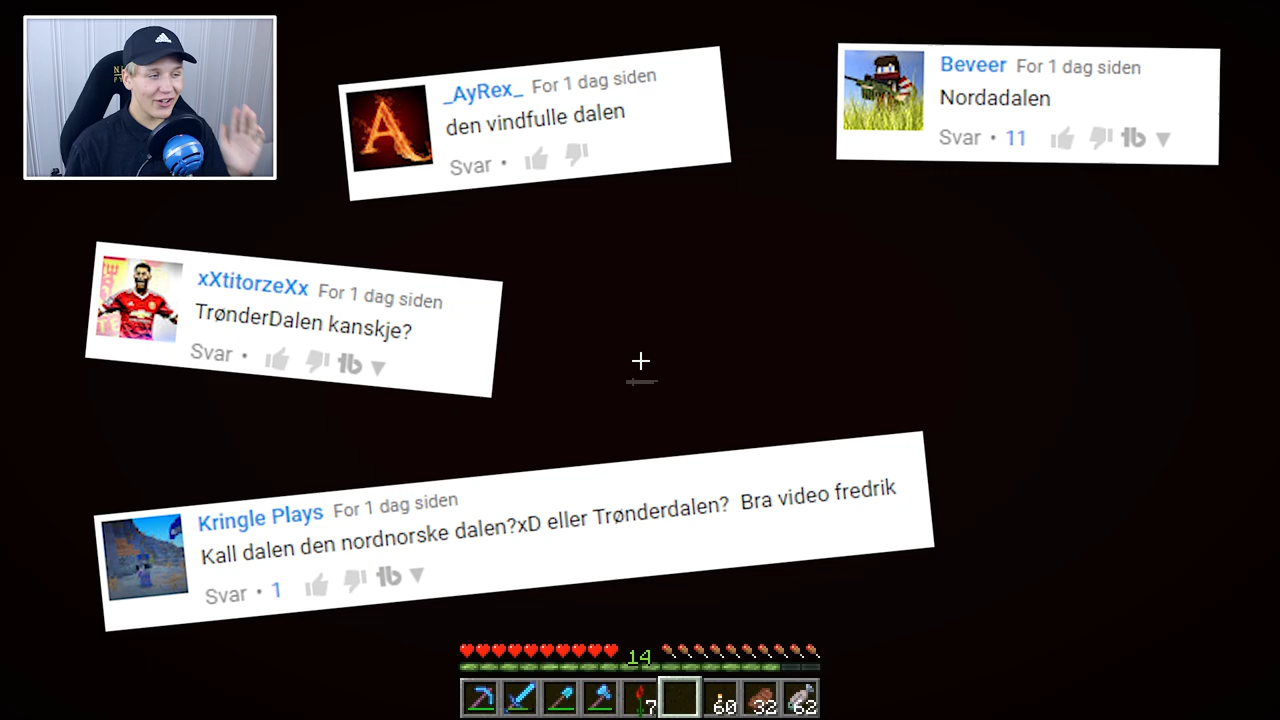 _AyRex_ For 1 dag siden
den vindfulle dalen
Svar •
Beveer For 1 dag siden
Nordadalen
Svar • 11
xXtitorzeXx For 1 dag siden
TrønderDalen kanskje?
Svar •
Kringle Plays For 1 dag siden
Kall dalen den nordnorske dalen?xD eller Trønderdalen? Bra video fredrik
Svar • 1
14
7 60 32 62